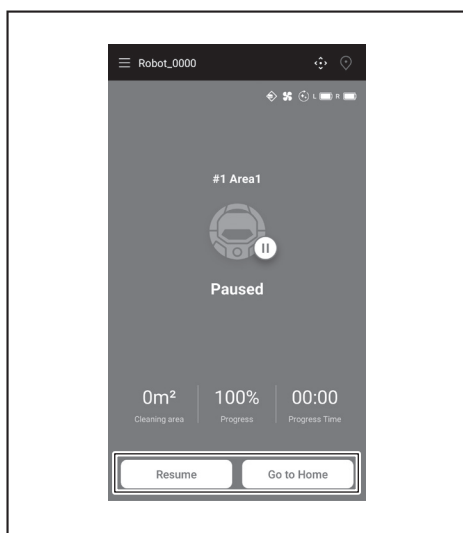 Robot_0000
L R
#1 Area1
Paused
0m² 100% 00:00
Cleaning area Progress Progress Time
Resume Go to Home